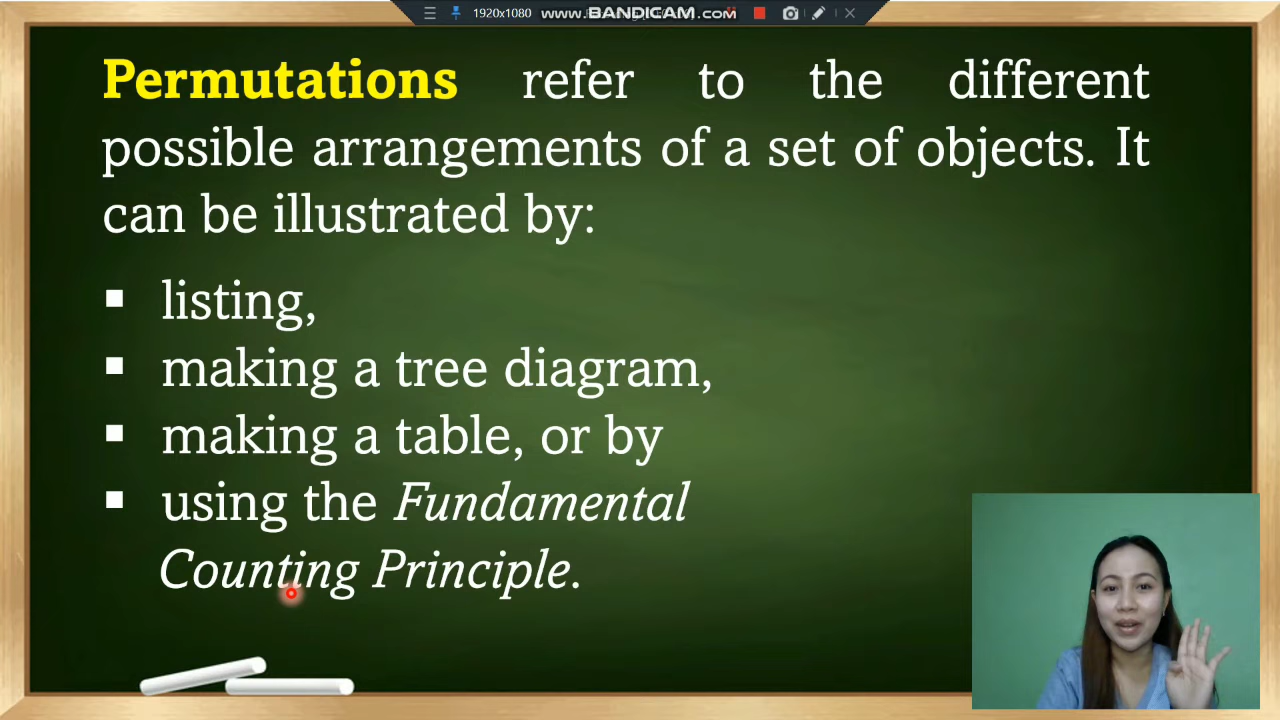 1920x1080 www.BANDICAM.com
Permutations refer to the different
possible arrangements of a set of objects. It
can be illustrated by:
▪ listing,
▪ making a tree diagram,
▪ making a table, or by
▪ using the Fundamental
Counting Principle.